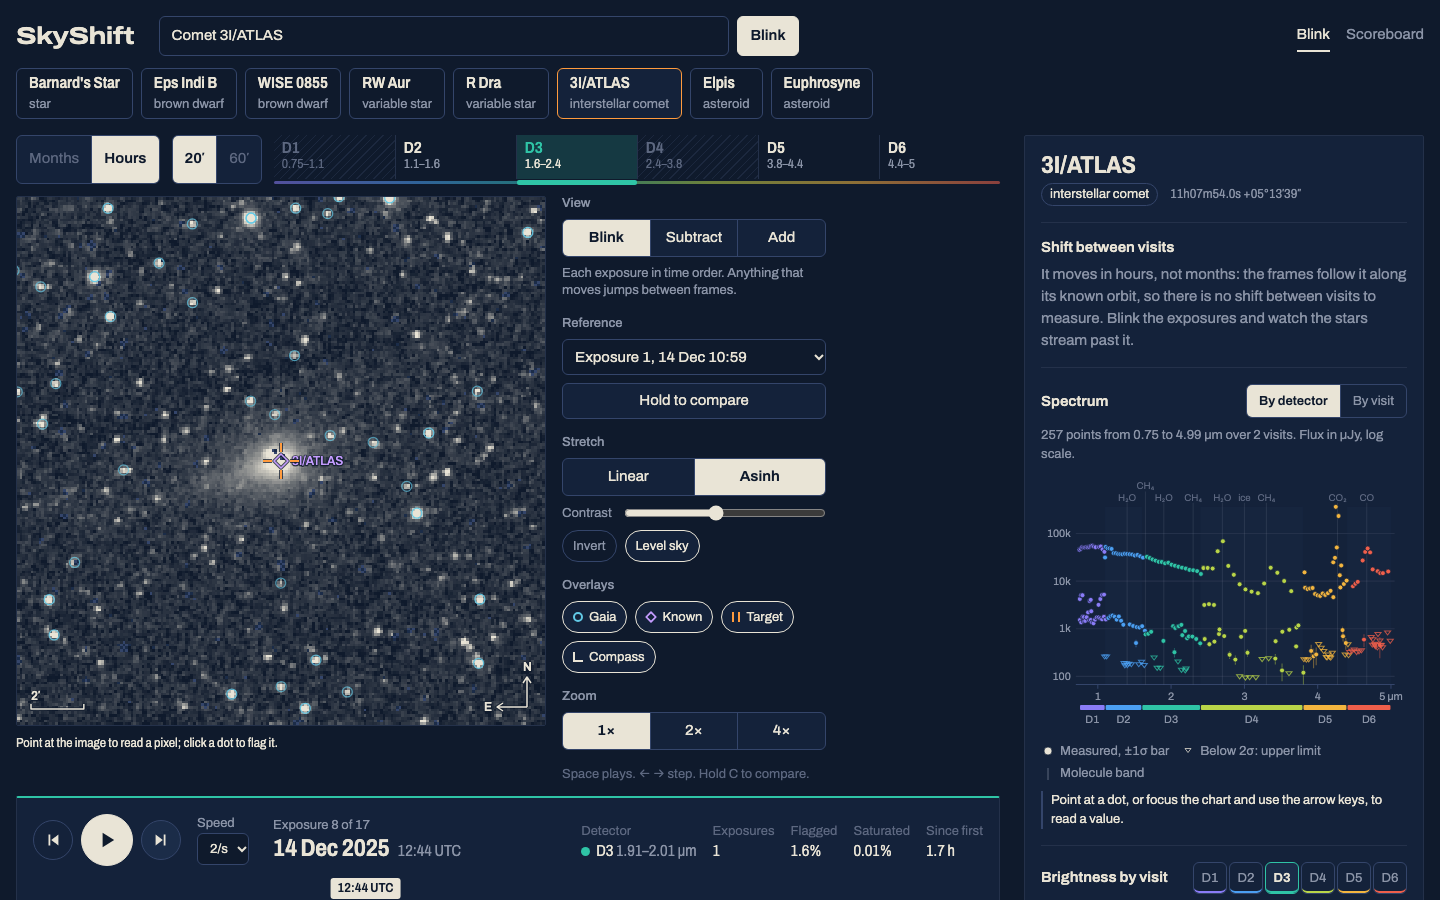 SkyShift
Comet 3I/ATLAS
Blink
Blink
Scoreboard
Barnard's Star
star
Eps Indi B
brown dwarf
WISE 0855
brown dwarf
RW Aur
variable star
R Dra
variable star
3I/ATLAS
interstellar comet
Elpis
asteroid
Euphrosyne
asteroid
Months
Hours
20′
60′
D1
0.75–1.1
D2
1.1–1.6
D3
1.6–2.4
D4
2.4–3.8
D5
3.8–4.4
D6
4.4–5
3I/ATLAS
2′
N
E
Point at the image to read a pixel; click a dot to flag it.
View
Blink
Subtract
Add
Each exposure in time order. Anything that
moves jumps between frames.
Reference
Exposure 1, 14 Dec 10:59
Hold to compare
Stretch
Linear
Asinh
Contrast
Invert
Level sky
Overlays
Gaia
Known
Target
Compass
Zoom
1×
2×
4×
Space plays. ← → step. Hold C to compare.
Speed
2/s
Exposure 8 of 17
14 Dec 2025 12:44 UTC
Detector
D3 1.91–2.01 µm
Exposures
1
Flagged
1.6%
Saturated
0.01%
Since first
1.7 h
12:44 UTC
3I/ATLAS
interstellar comet
11h07m54.0s +05°13′39″
Shift between visits
It moves in hours, not months: the frames follow it along
its known orbit, so there is no shift between visits to
measure. Blink the exposures and watch the stars
stream past it.
Spectrum
By detector
By visit
257 points from 0.75 to 4.99 µm over 2 visits. Flux in µJy, log
scale.
CH₄
H₂O
H₂O
CH₄
H₂O ice
CH₄
CO₂
CO
100k
10k
1k
100
1
2
3
4
5 µm
D1
D2
D3
D4
D5
D6
Measured, ±1σ bar
Below 2σ: upper limit
Molecule band
Point at a dot, or focus the chart and use the arrow keys, to
read a value.
Brightness by visit
D1
D2
D3
D4
D5
D6